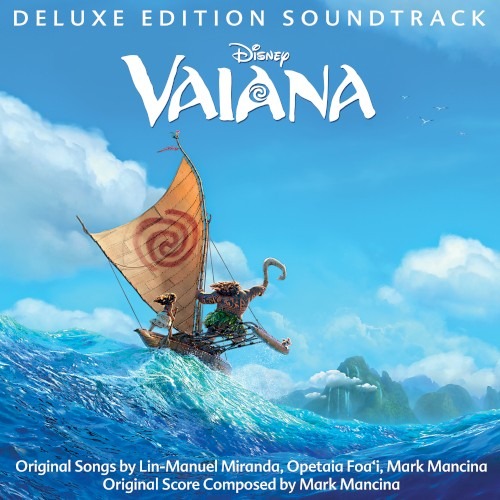 DELUXE EDITION SOUNDTRACK
Disney
VAIANA
Original Songs by Lin-Manuel Miranda, Opetaia Foaʻi, Mark Mancina
Original Score Composed by Mark Mancina